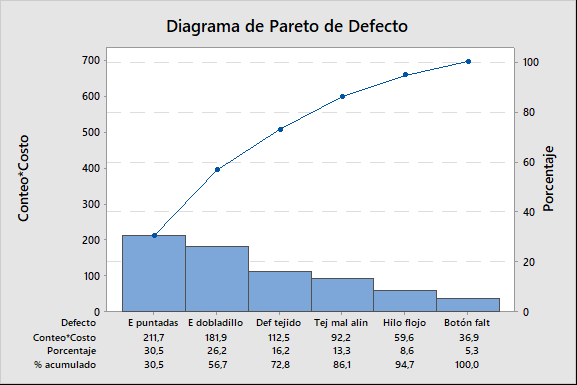 Diagrama de Pareto de Defecto
700
600
500
400
300
200
100
0
Conteo*Costo
100
80
60
40
20
0
Porcentaje
Defecto E puntadas E dobladillo Def tejido Tej mal alin Hilo flojo Botón falt
Conteo*Costo 211,7 181,9 112,5 92,2 59,6 36,9
Porcentaje 30,5 26,2 16,2 13,3 8,6 5,3
% acumulado 30,5 56,7 72,8 86,1 94,7 100,0